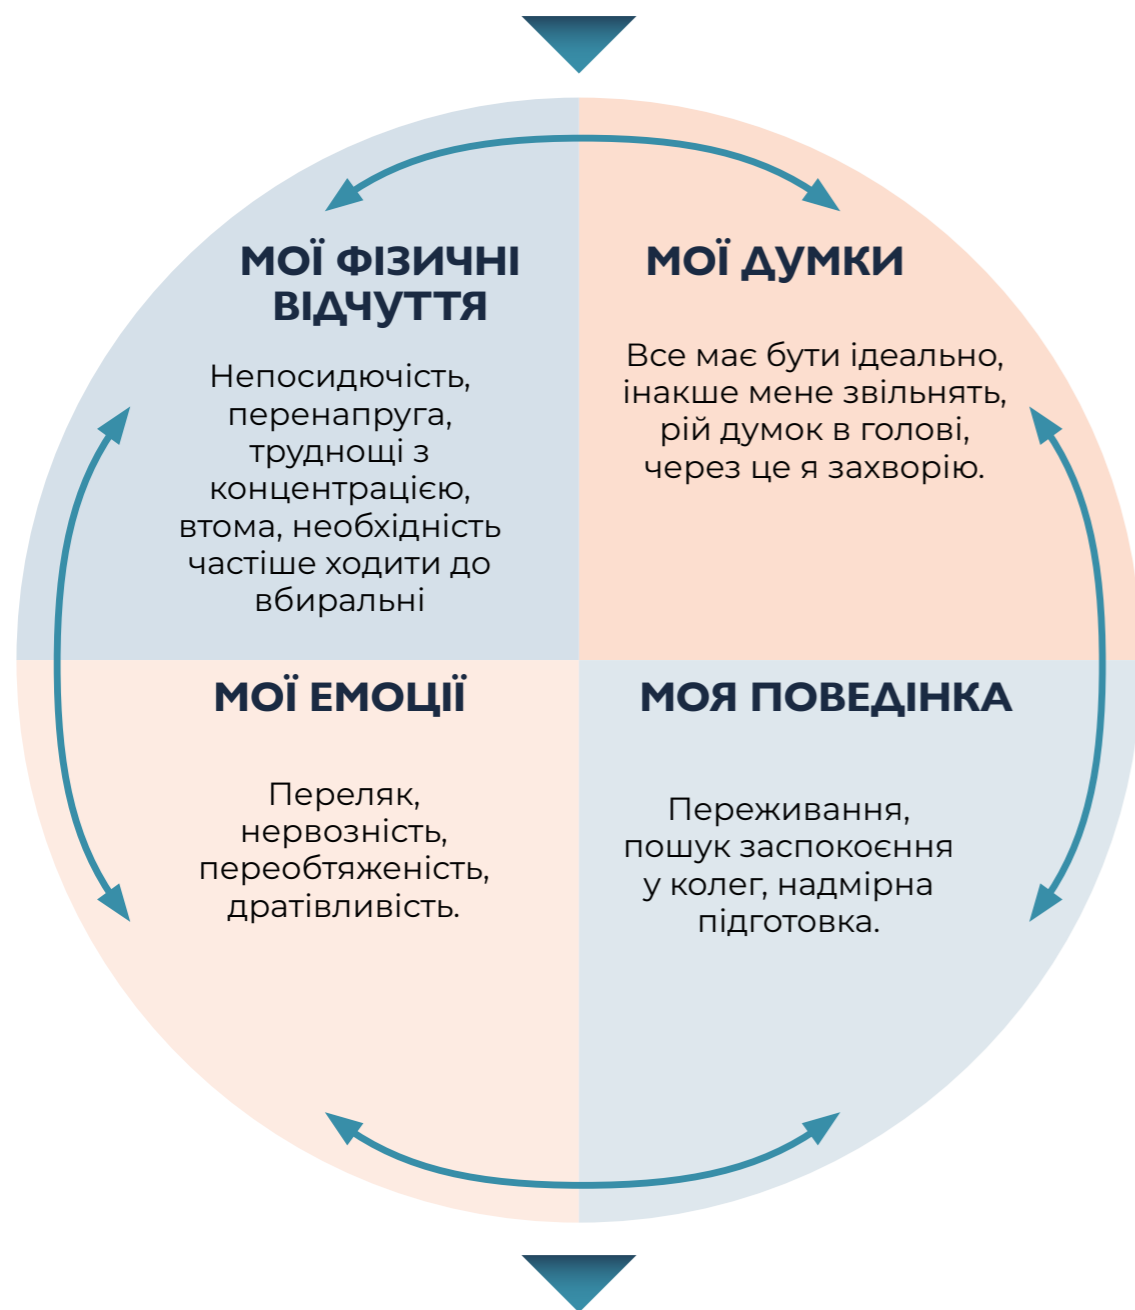 МОЇ ФІЗИЧНІ
ВІДЧУТТЯ
Непосидючість,
перенапруга,
труднощі з
концентрацією,
втома, необхідність
частіше ходити до
вбиральні
МОЇ ДУМКИ
Все має бути ідеально,
інакше мене звільнять,
рій думок в голові,
через це я захворію.
МОЇ ЕМОЦІЇ
Переляк,
нервозність,
переобтяженість,
дратівливість.
МОЯ ПОВЕДІНКА
Переживання,
пошук заспокоєння
у колег, надмірна
підготовка.